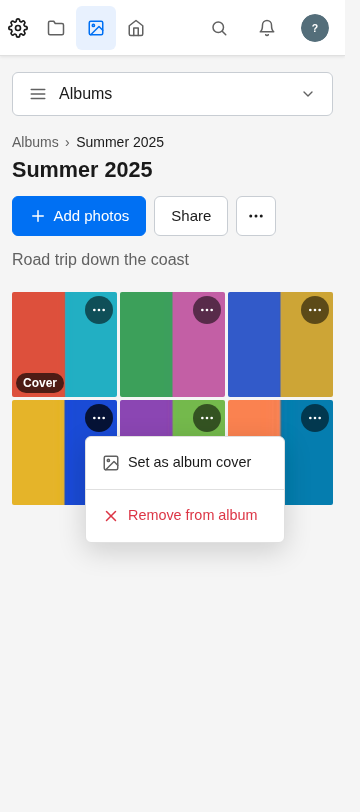 ?
Albums
Albums › Summer 2025
Summer 2025
Add photos
Share
Road trip down the coast
Cover
Set as album cover
Remove from album